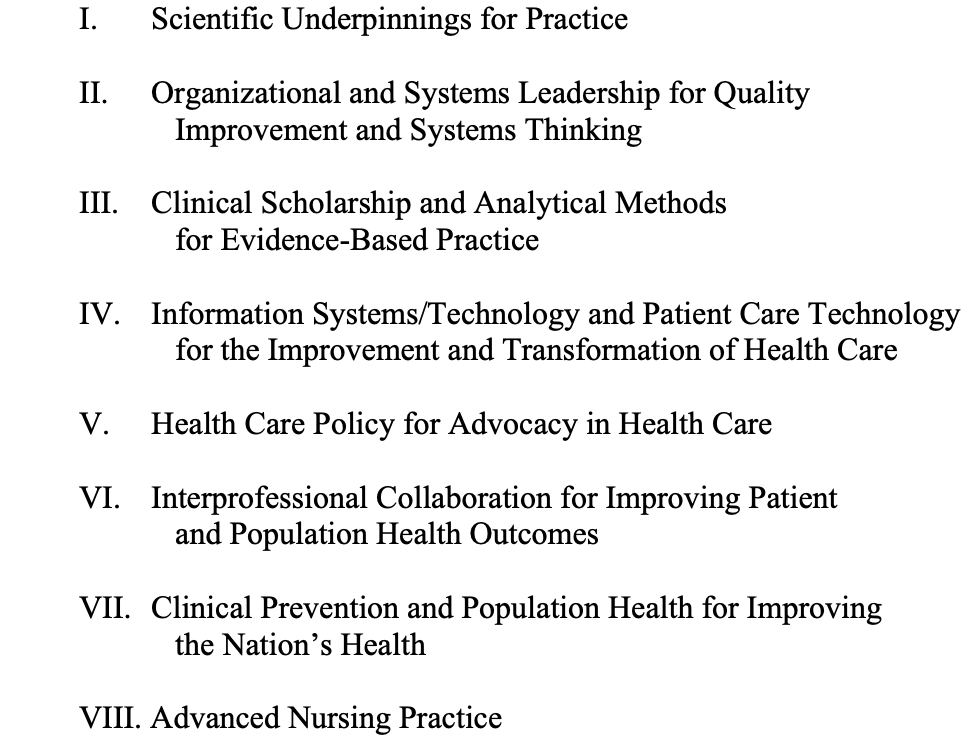 I. Scientific Underpinnings for Practice
II. Organizational and Systems Leadership for Quality
Improvement and Systems Thinking
III. Clinical Scholarship and Analytical Methods
for Evidence-Based Practice
IV. Information Systems/Technology and Patient Care Technology
for the Improvement and Transformation of Health Care
V. Health Care Policy for Advocacy in Health Care
VI. Interprofessional Collaboration for Improving Patient
and Population Health Outcomes
VII. Clinical Prevention and Population Health for Improving
the Nation’s Health
VIII. Advanced Nursing Practice